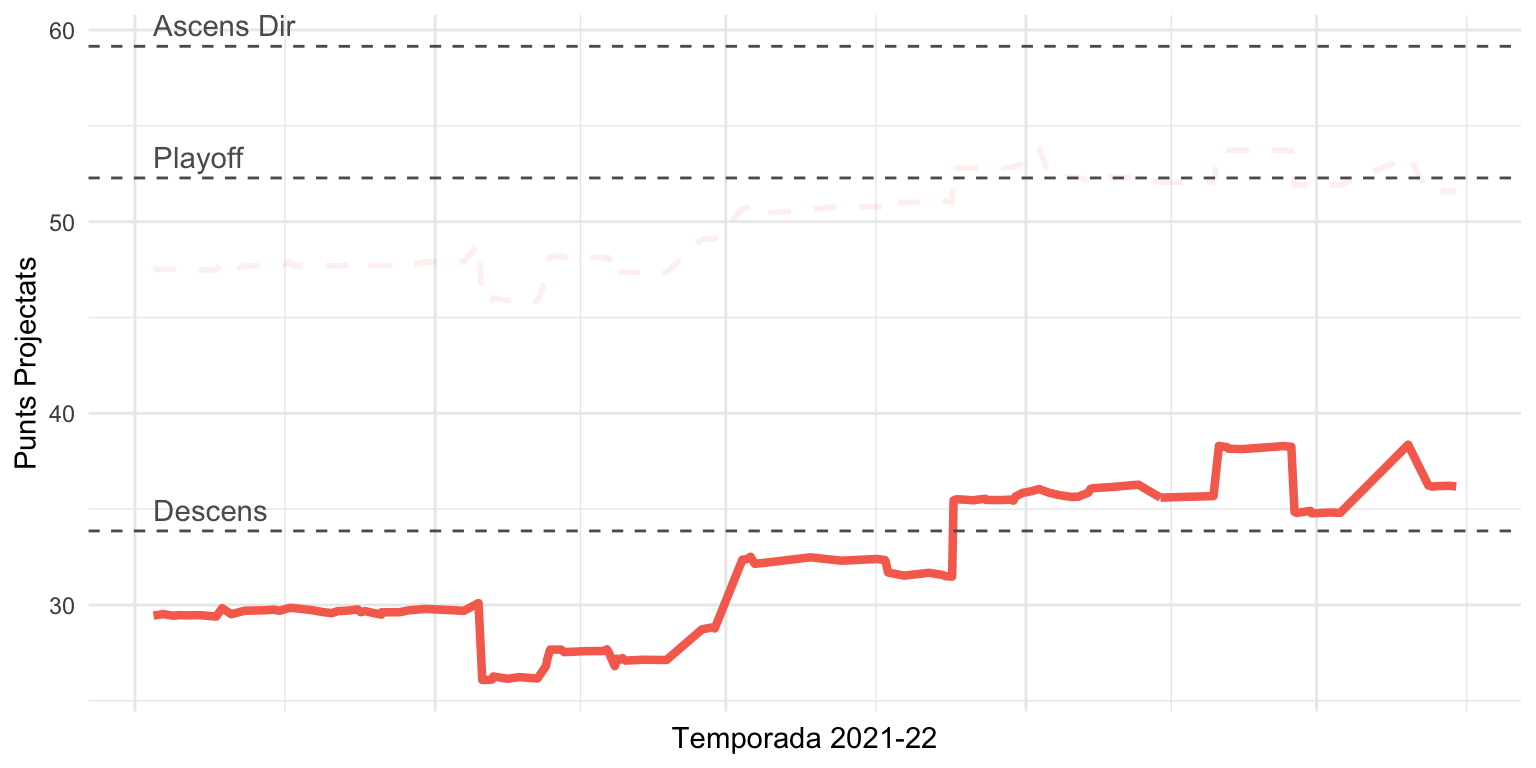 60
Ascens Dir
Playoff
50
Punts Projectats
40
Descens
30
Temporada 2021-22